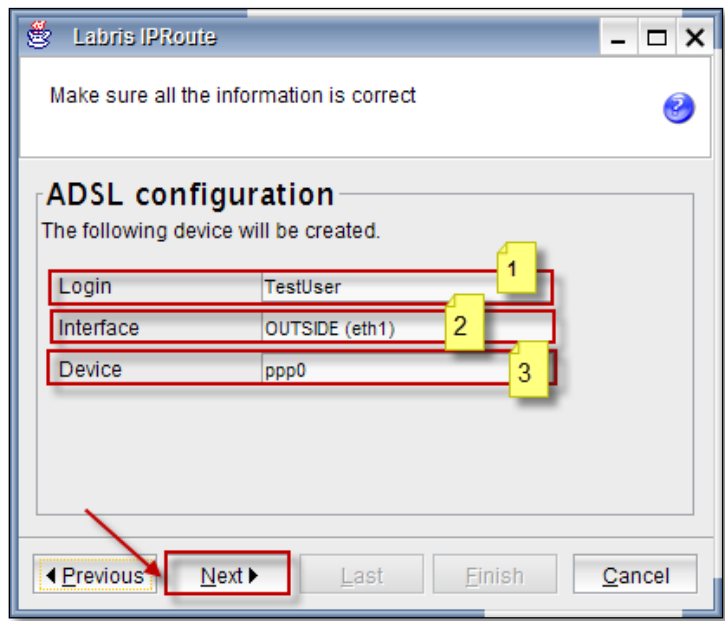 Labris IPRoute
Make sure all the information is correct
?
ADSL configuration
The following device will be created.
1
Login TestUser
Interface OUTSIDE (eth1) 2
Device ppp0 3
Previous Next Last Finish Cancel